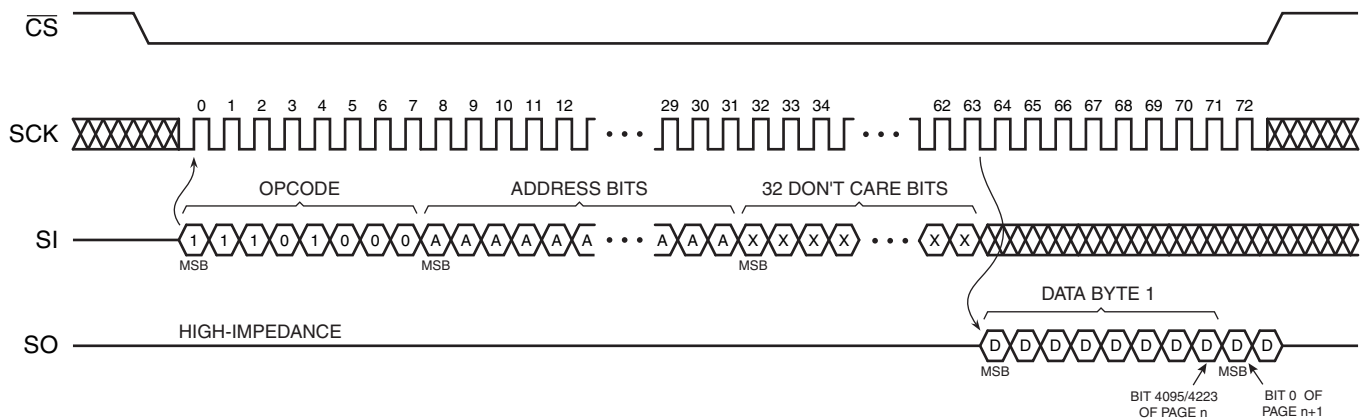 CS
SCK
0 1 2 3 4 5 6 7 8 9 10 11 12 • • • 29 30 31 32 33 34 • • • 62 63 64 65 66 67 68 69 70 71 72
OPCODE ADDRESS BITS 32 DON'T CARE BITS
SI 1 1 1 0 1 0 0 0 A A A A A A • • • A A A X X X X • • • X X
MSB MSB MSB
DATA BYTE 1
HIGH-IMPEDANCE
SO D D D D D D D D D D
MSB MSB
BIT 4095/4223
OF PAGE n
BIT 0 OF
PAGE n+1